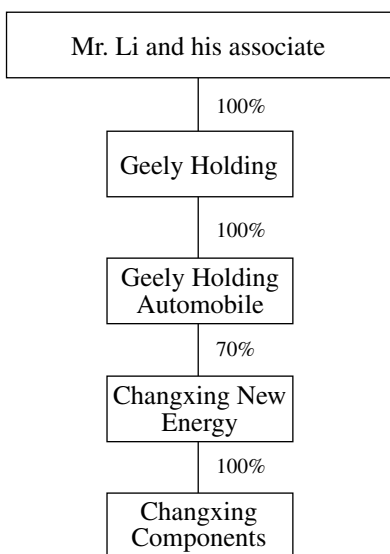 Mr. Li and his associate
100%
Geely Holding
100%
Geely Holding
Automobile
70%
Changxing New
Energy
100%
Changxing
Components